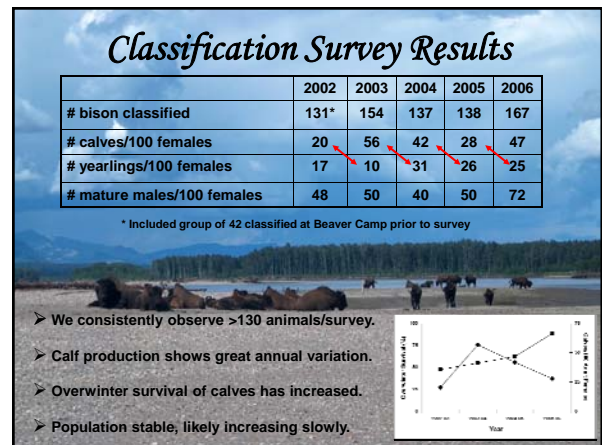 Classification Survey Results
2002 2003 2004 2005 2006
# bison classified 131* 154 137 138 167
# calves/100 females 20 56 42 28 47
# yearlings/100 females 17 10 31 26 25
# mature males/100 females 48 50 40 50 72
* Included group of 42 classified at Beaver Camp prior to survey
➢ We consistently observe >130 animals/survey.
➢ Calf production shows great annual variation.
➢ Overwinter survival of calves has increased.
➢ Population stable, likely increasing slowly.
100
Year